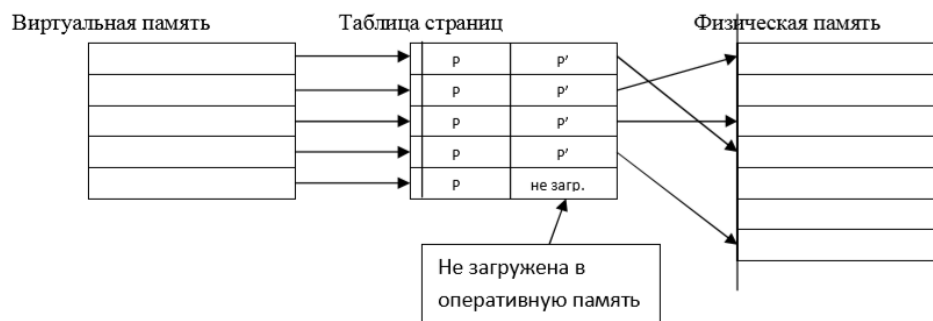 Виртуальная память
Таблица страниц
Физическая память
P P'
P P'
P P'
P P'
P не загр.
Не загружена в
оперативную память